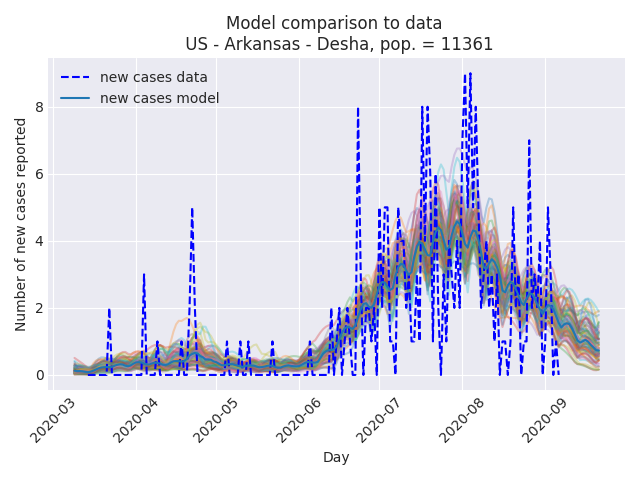 Model comparison to data
US - Arkansas - Desha, pop. = 11361
new cases data
new cases model
Number of new cases reported
8
6
4
2
0
2020-03
2020-04
2020-05
2020-06
2020-07
2020-08
2020-09
Day